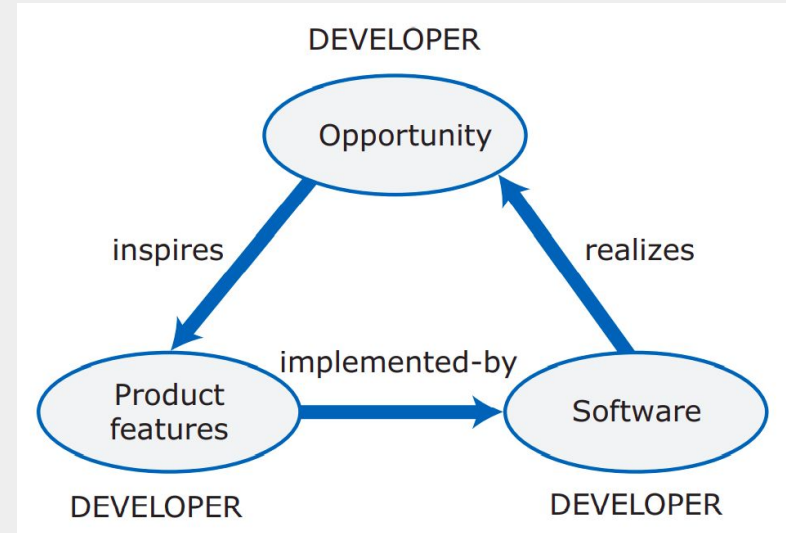 DEVELOPER
Opportunity
inspires
realizes
implemented-by
Product
features
Software
DEVELOPER
DEVELOPER